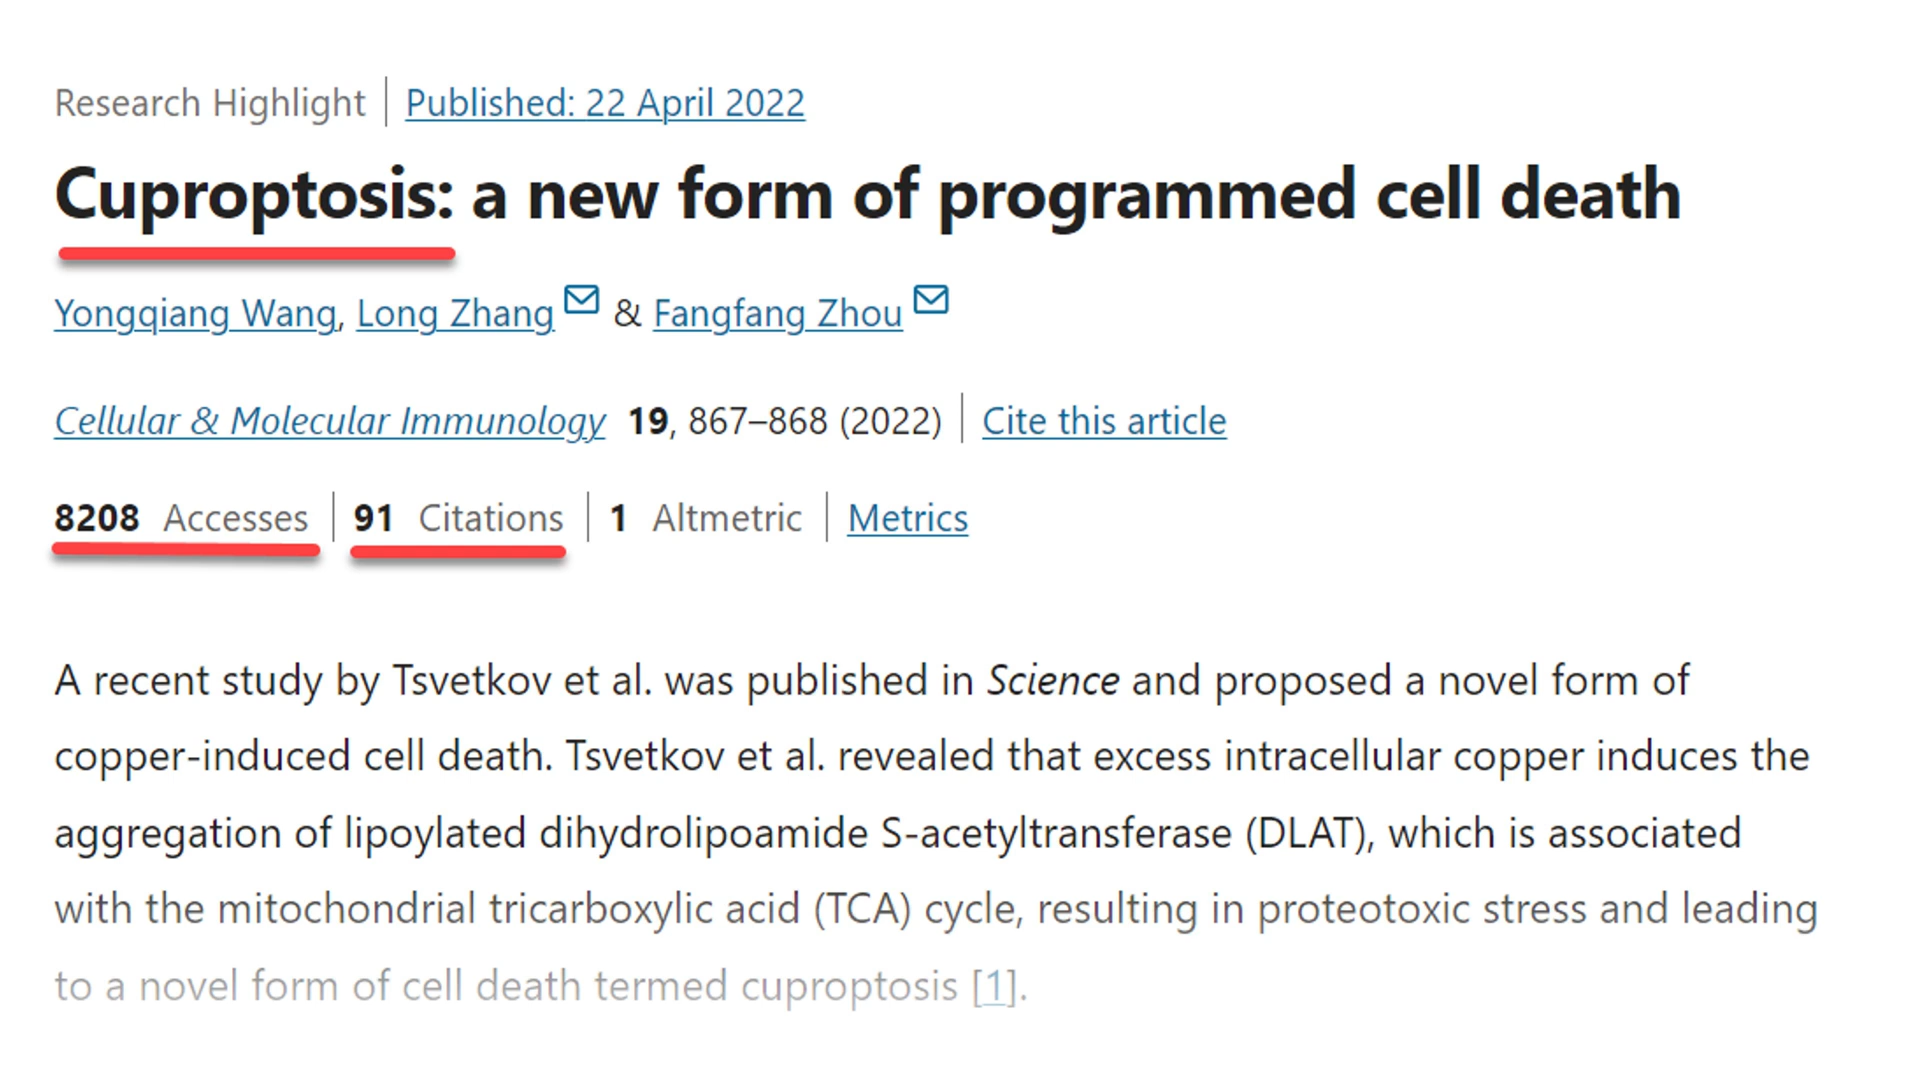 Research Highlight | Published: 22 April 2022
Cuproptosis: a new form of programmed cell death
Yongqiang Wang, Long Zhang & Fangfang Zhou
Cellular & Molecular Immunology 19, 867–868 (2022) | Cite this article
8208 Accesses | 91 Citations | 1 Altmetric | Metrics
A recent study by Tsvetkov et al. was published in Science and proposed a novel form of
copper-induced cell death. Tsvetkov et al. revealed that excess intracellular copper induces the
aggregation of lipoylated dihydrolipoamide S-acetyltransferase (DLAT), which is associated
with the mitochondrial tricarboxylic acid (TCA) cycle, resulting in proteotoxic stress and leading
to a novel form of cell death termed cuproptosis [1].